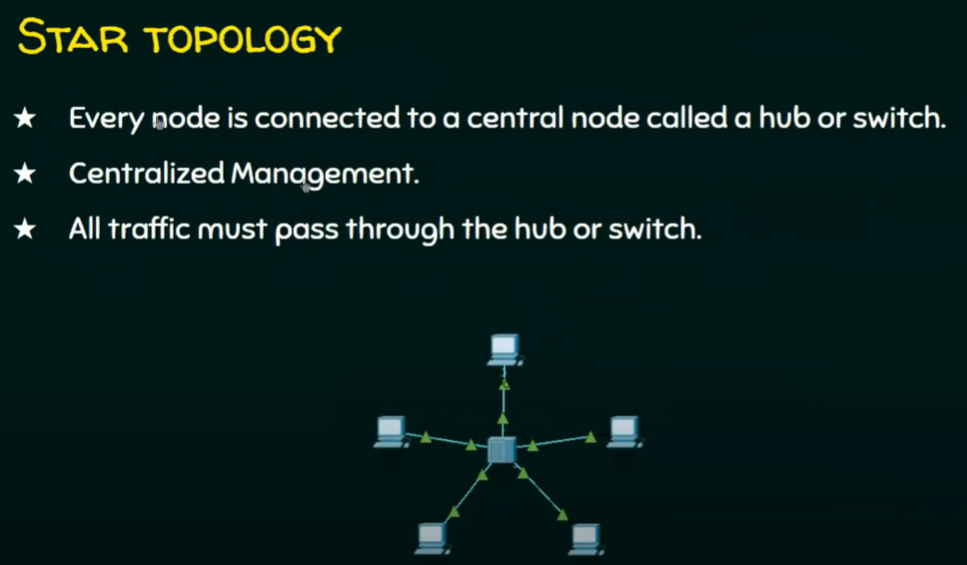 Star topology
★ Every node is connected to a central node called a hub or switch.
★ Centralized Management.
★ All traffic must pass through the hub or switch.